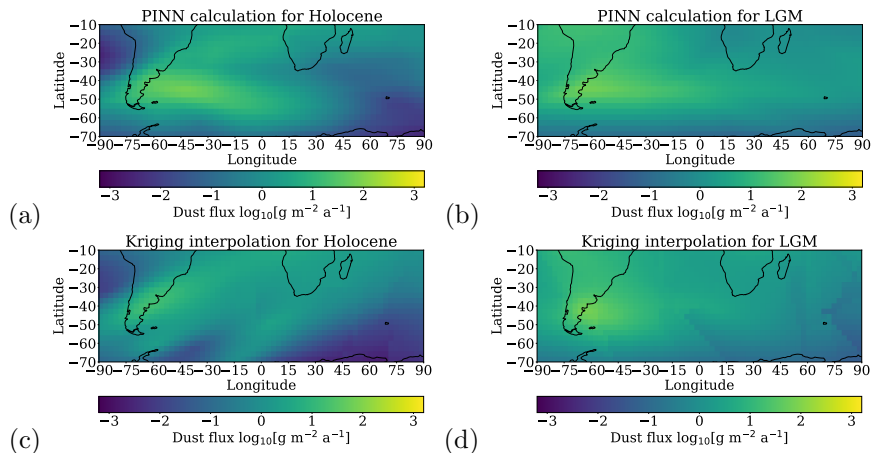 PINN calculation for Holocene
−10
−20
−30
−40
−50
−60
−70
Latitude
−90−75−60−45−30−15 0 15 30 45 60 75 90
Longitude
−3 −2 −1 0 1 2 3
Dust flux log₁₀[g m⁻² a⁻¹]
(a)
PINN calculation for LGM
−10
−20
−30
−40
−50
−60
−70
Latitude
−90−75−60−45−30−15 0 15 30 45 60 75 90
Longitude
−3 −2 −1 0 1 2 3
Dust flux log₁₀[g m⁻² a⁻¹]
(b)
Kriging interpolation for Holocene
−10
−20
−30
−40
−50
−60
−70
Latitude
−90−75−60−45−30−15 0 15 30 45 60 75 90
Longitude
−3 −2 −1 0 1 2 3
Dust flux log₁₀[g m⁻² a⁻¹]
(c)
Kriging interpolation for LGM
−10
−20
−30
−40
−50
−60
−70
Latitude
−90−75−60−45−30−15 0 15 30 45 60 75 90
Longitude
−3 −2 −1 0 1 2 3
Dust flux log₁₀[g m⁻² a⁻¹]
(d)